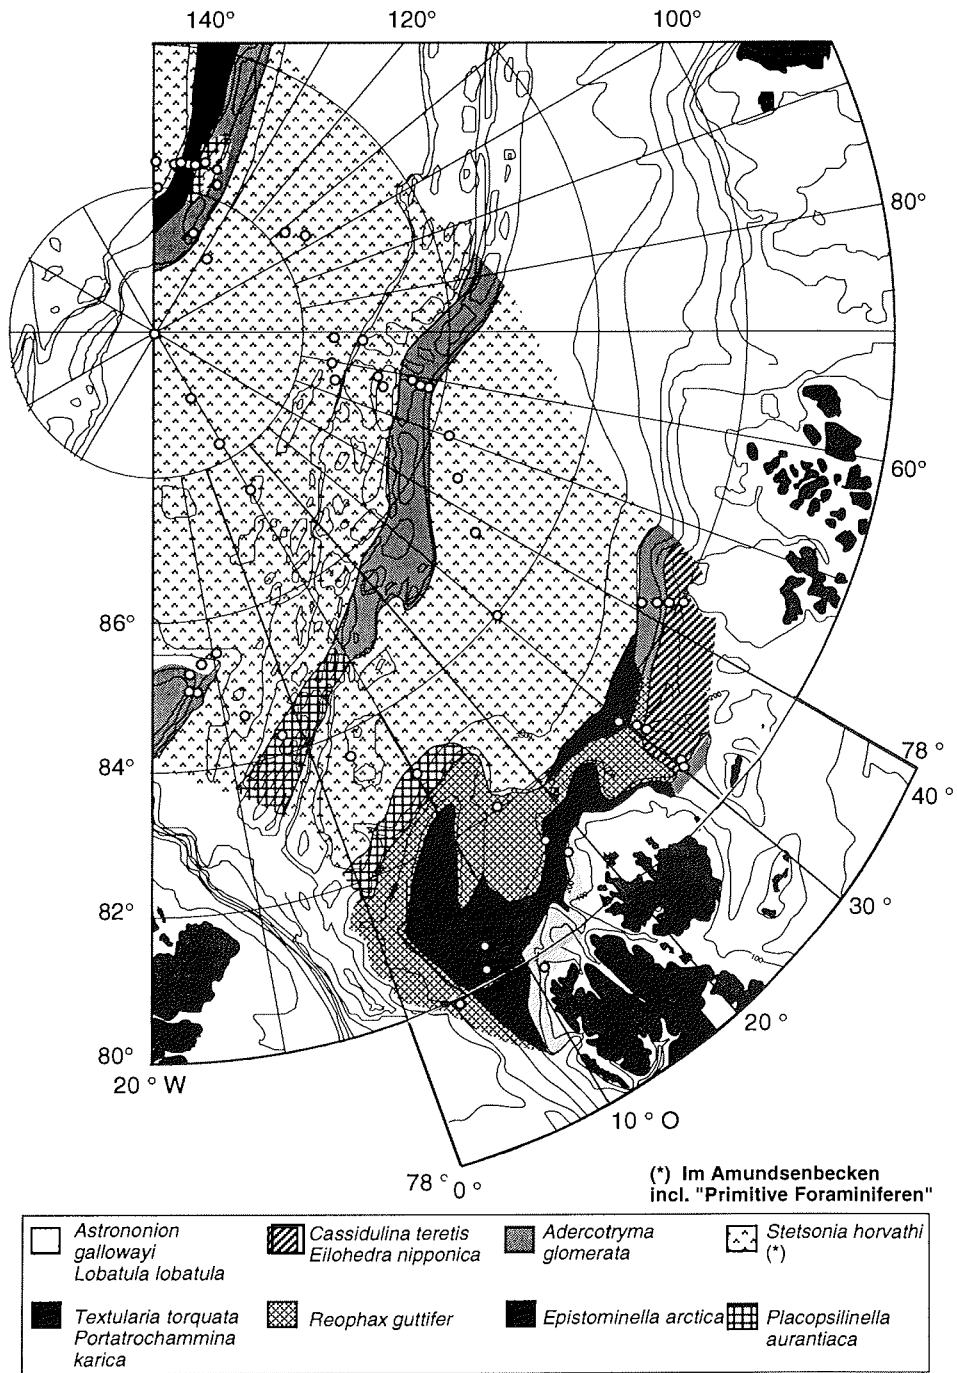 140° 120° 100°
80°
60°
86°
84°
82°
80°
20° W
78° 0°
10° O
20°
30°
40°
78°
(*) Im Amundsenbecken
incl. "Primitive Foraminiferen"
Astrononion
gallowayi
Lobatula lobatula
Cassidulina teretis
Eilohedra nipponica
Adercotryma
glomerata
Stetsonia horvathi
(*)
Textularia torquata
Portatrochammina
karica
Reophax guttifer
Epistominella arctica
Placopsilinella
aurantiaca